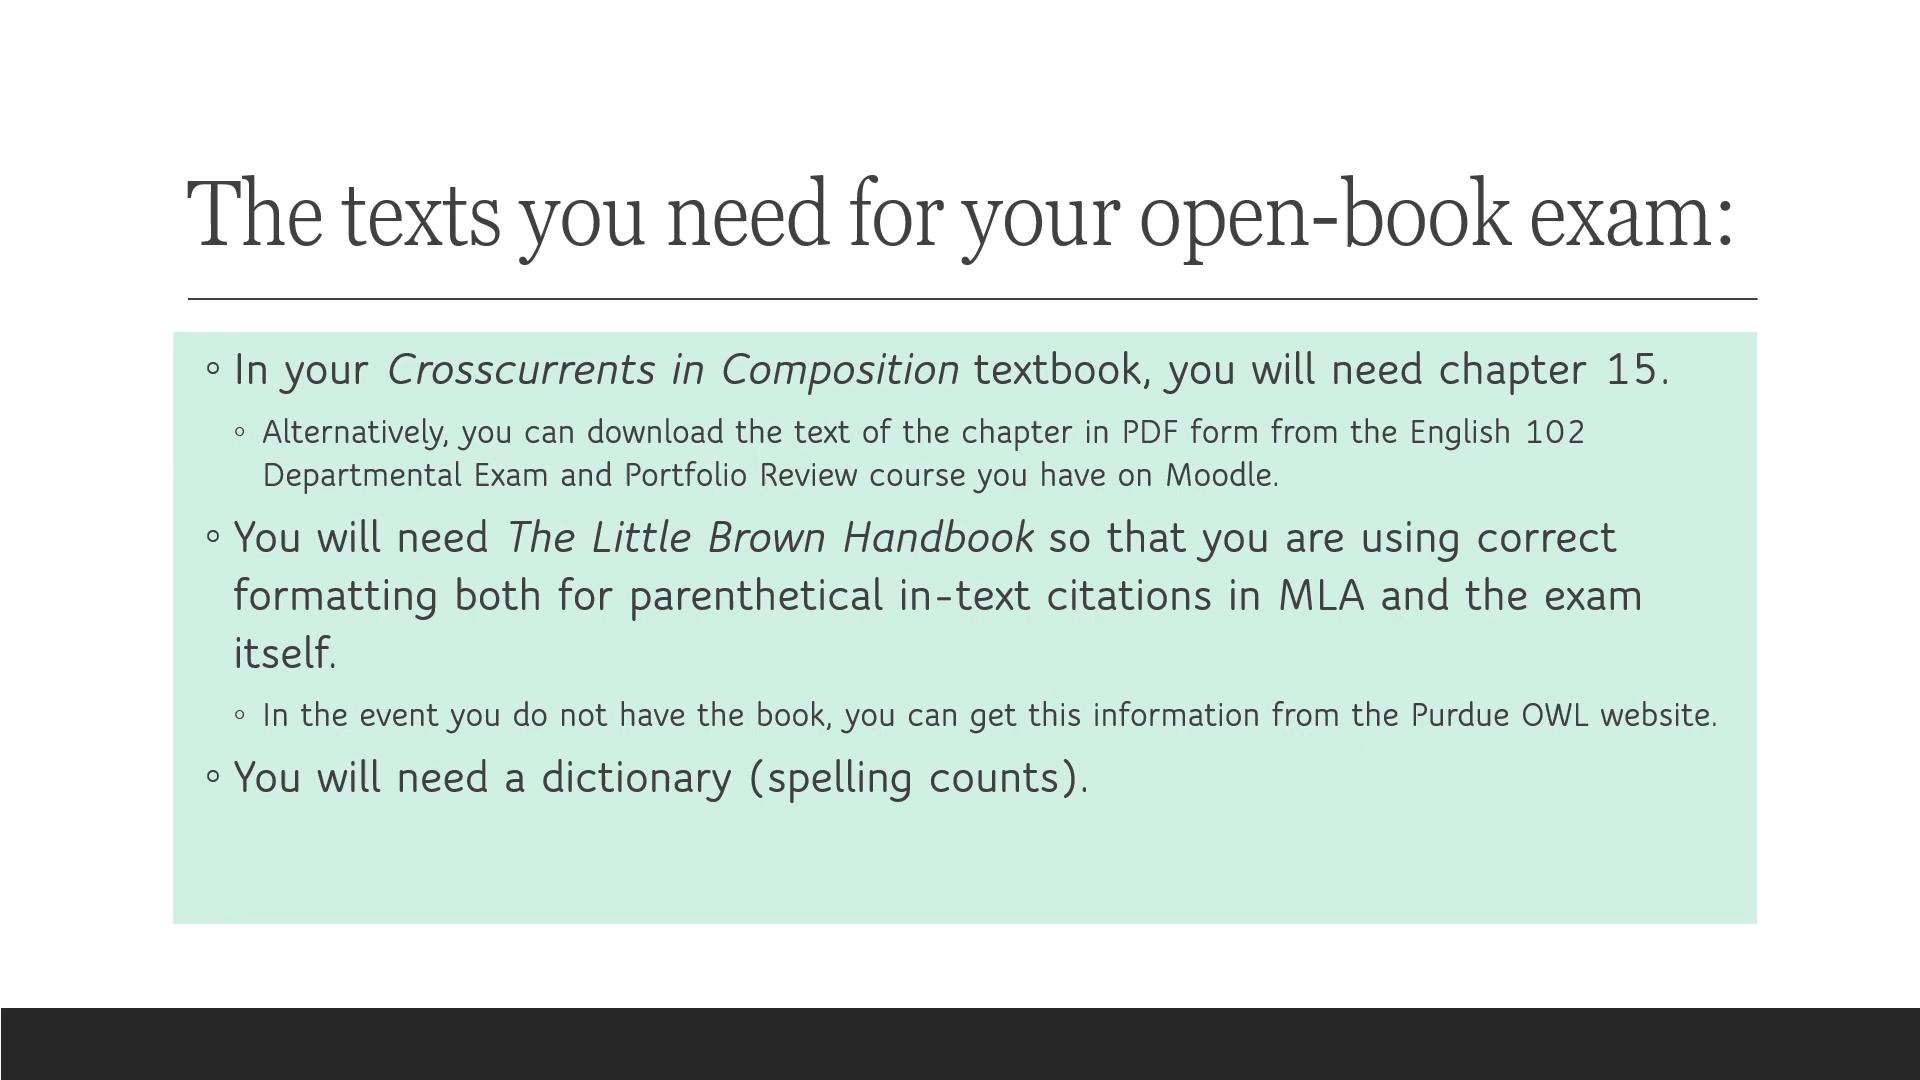 The texts you need for your open-book exam:
◦ In your Crosscurrents in Composition textbook, you will need chapter 15.
◦ Alternatively, you can download the text of the chapter in PDF form from the English 102
Departmental Exam and Portfolio Review course you have on Moodle.
◦ You will need The Little Brown Handbook so that you are using correct
formatting both for parenthetical in-text citations in MLA and the exam
itself.
◦ In the event you do not have the book, you can get this information from the Purdue OWL website.
◦ You will need a dictionary (spelling counts).